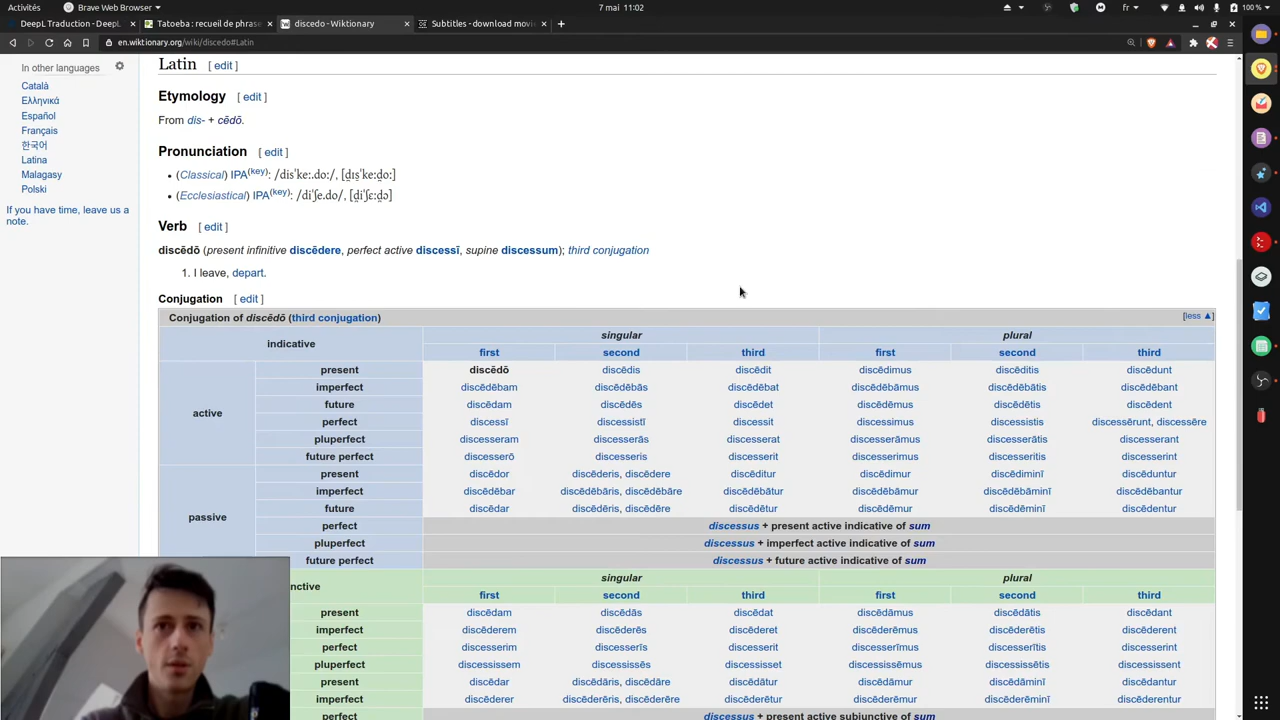 Activités
Brave Web Browser
7 mai 11:02
fr
100 %
DeepL Traduction - DeepL
Tatoeba : recueil de phrase
discedo - Wiktionary
Subtitles - download movi
en.wiktionary.org/wiki/discedo#Latin
In other languages
Català
Ελληνικά
Español
Français
한국어
Latina
Malagasy
Polski
If you have time, leave us a
note.
Latin [ edit ]
Etymology [ edit ]
From dis- + cēdō.
Pronunciation [ edit ]
• (Classical) IPA(key): /disˈkeː.doː/, [d̪ɪs̠ˈkeːd̪oː]
• (Ecclesiastical) IPA(key): /diˈʃe.do/, [d̪iˈʃɛːd̪o]
Verb [ edit ]
discēdō (present infinitive discēdere, perfect active discessī, supine discessum); third conjugation
1. I leave, depart.
Conjugation [ edit ]
Conjugation of discēdō (third conjugation) [less ▲]
indicative singular plural
first second third first second third
active
present discēdō discēdis discēdit discēdimus discēditis discēdunt
imperfect discēdēbam discēdēbās discēdēbat discēdēbāmus discēdēbātis discēdēbant
future discēdam discēdēs discēdet discēdēmus discēdētis discēdent
perfect discessī discessistī discessit discessimus discessistis discessērunt, discessēre
pluperfect discesseram discesserās discesserat discesserāmus discesserātis discesserant
future perfect discesserō discesseris discesserit discesserimus discesseritis discesserint
passive
present discēdor discēderis, discēdere discēditur discēdimur discēdiminī discēduntur
imperfect discēdēbar discēdēbāris, discēdēbāre discēdēbātur discēdēbāmur discēdēbāminī discēdēbantur
future discēdar discēdēris, discēdēre discēdētur discēdēmur discēdēminī discēdentur
perfect discessus + present active indicative of sum
pluperfect discessus + imperfect active indicative of sum
future perfect discessus + future active indicative of sum
nctive singular plural
first second third first second third
present discēdam discēdās discēdat discēdāmus discēdātis discēdant
imperfect discēderem discēderēs discēderet discēderēmus discēderētis discēderent
perfect discesserim discesserīs discesserit discesserīmus discesserītis discesserint
pluperfect discessissem discessissēs discessisset discessissēmus discessissētis discessissent
present discēdar discēdāris, discēdāre discēdātur discēdāmur discēdāminī discēdantur
imperfect discēderer discēderēris, discēderēre discēderētur discēderēmur discēderēminī discēderentur
perfect discessus + present active subjunctive of sum